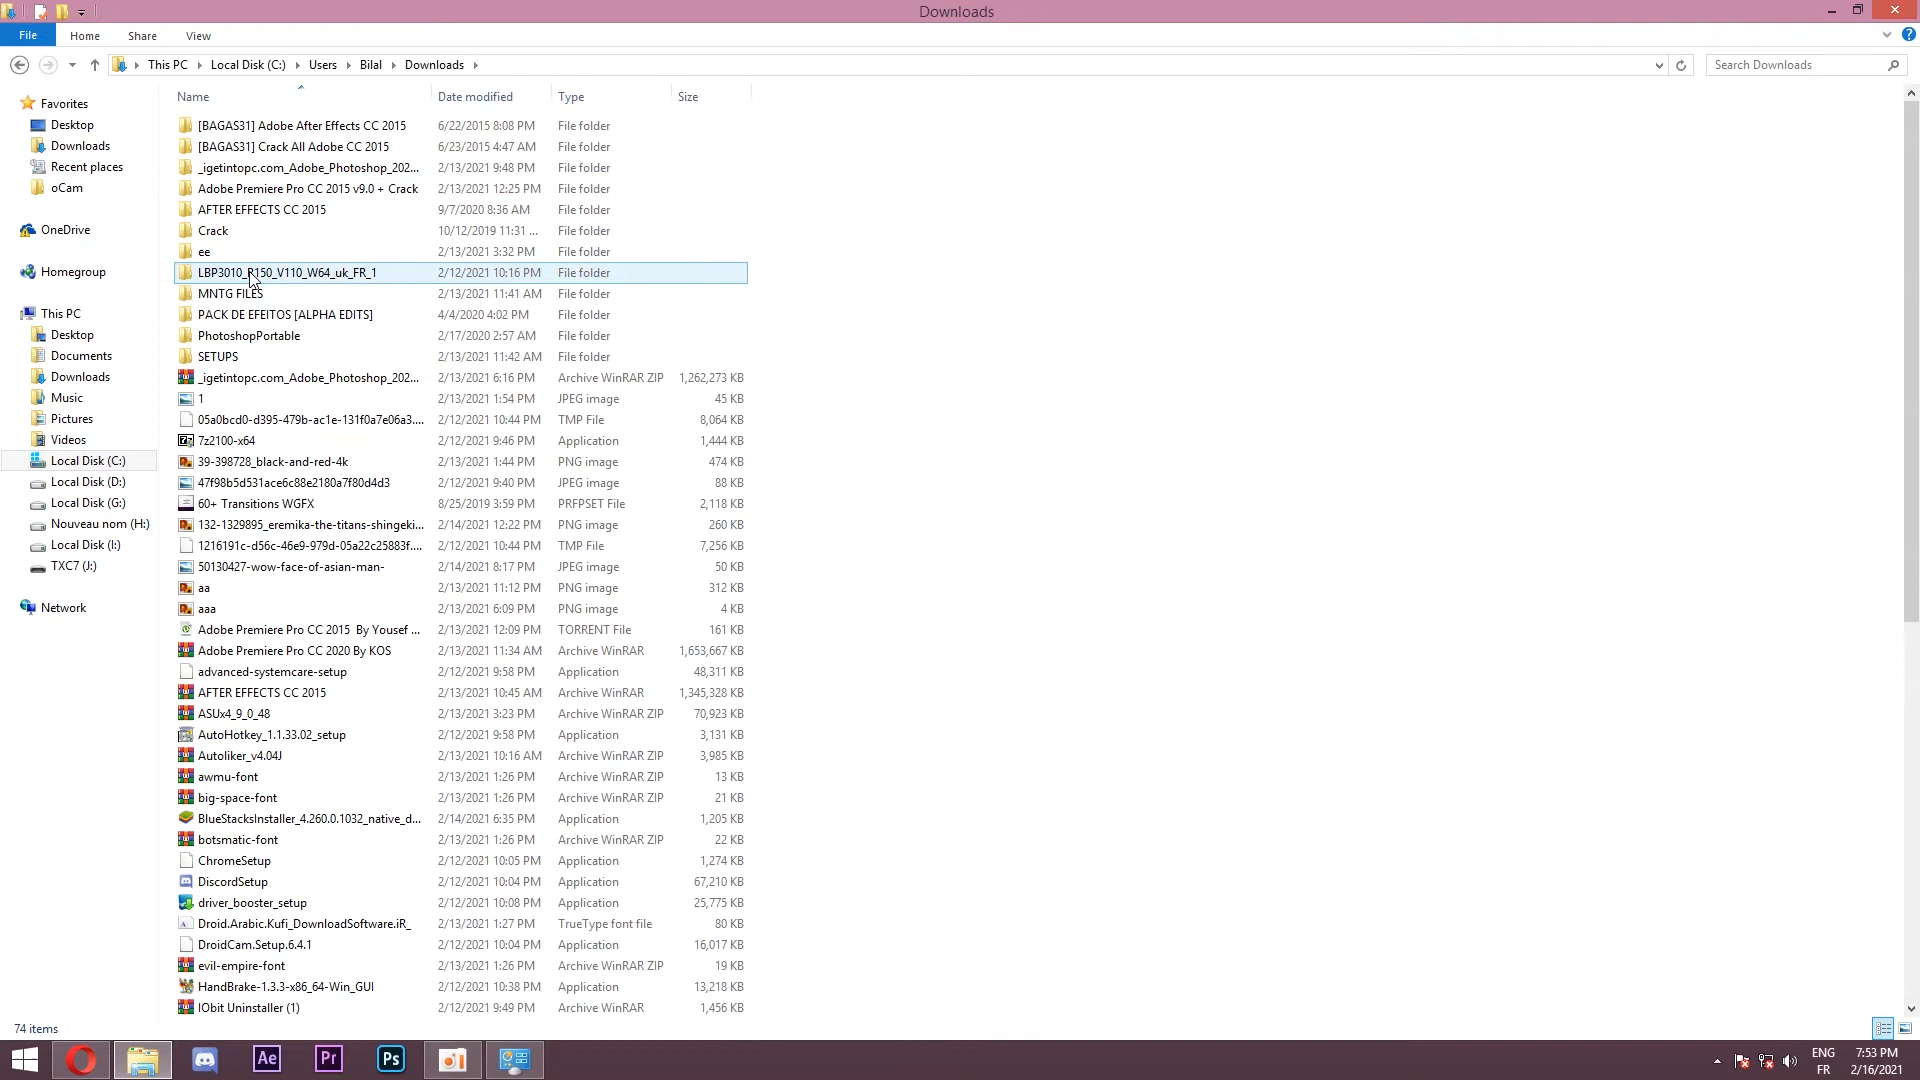 Downloads
File Home Share View
This PC Local Disk (C:) Users Bilal Downloads Search Downloads
Name Date modified Type Size
Favorites
Desktop
Downloads
Recent places
oCam
OneDrive
Homegroup
This PC
Desktop
Documents
Downloads
Music
Pictures
Videos
Local Disk (C:)
Local Disk (D:)
Local Disk (G:)
Nouveau nom (H:)
Local Disk (I:)
TXC7 (J:)
Network
[BAGAS31] Adobe After Effects CC 2015 6/22/2015 8:08 PM File folder
[BAGAS31] Crack All Adobe CC 2015 6/23/2015 4:47 AM File folder
_igetintopc.com_Adobe_Photoshop_202... 2/13/2021 9:48 PM File folder
Adobe Premiere Pro CC 2015 v9.0 + Crack 2/13/2021 12:25 PM File folder
AFTER EFFECTS CC 2015 9/7/2020 8:36 AM File folder
Crack 10/12/2019 11:31 ... File folder
ee 2/13/2021 3:32 PM File folder
LBP3010_R150_V110_W64_uk_FR_1 2/12/2021 10:16 PM File folder
MNTG FILES 2/13/2021 11:41 AM File folder
PACK DE EFEITOS [ALPHA EDITS] 4/4/2020 4:02 PM File folder
PhotoshopPortable 2/17/2020 2:57 AM File folder
SETUPS 2/13/2021 11:42 AM File folder
_igetintopc.com_Adobe_Photoshop_202... 2/13/2021 6:16 PM Archive WinRAR ZIP 1,262,273 KB
1 2/13/2021 1:54 PM JPEG image 45 KB
05a0bcd0-d395-479b-ac1e-131f0a7e06a3.... 2/12/2021 10:44 PM TMP File 8,064 KB
7z2100-x64 2/12/2021 9:46 PM Application 1,444 KB
39-398728_black-and-red-4k 2/13/2021 1:44 PM PNG image 474 KB
47f98b5d531ace6c88e2180a7f80d4d3 2/12/2021 9:40 PM JPEG image 88 KB
60+ Transitions WGFX 8/25/2019 3:59 PM PRFPSET File 2,118 KB
132-1329895_eremika-the-titans-shingeki... 2/14/2021 12:22 PM PNG image 260 KB
1216191c-d56c-46e9-979d-05a22c25883f.... 2/12/2021 10:44 PM TMP File 7,256 KB
50130427-wow-face-of-asian-man- 2/14/2021 8:17 PM JPEG image 50 KB
aa 2/13/2021 11:12 PM PNG image 312 KB
aaa 2/13/2021 6:09 PM PNG image 4 KB
Adobe Premiere Pro CC 2015 By Yousef ... 2/13/2021 12:09 PM TORRENT File 161 KB
Adobe Premiere Pro CC 2020 By KOS 2/13/2021 11:34 AM Archive WinRAR 1,653,667 KB
advanced-systemcare-setup 2/12/2021 9:58 PM Application 48,311 KB
AFTER EFFECTS CC 2015 2/13/2021 10:45 AM Archive WinRAR 1,345,328 KB
ASUx4_9_0_48 2/13/2021 3:23 PM Archive WinRAR ZIP 70,923 KB
AutoHotkey_1.1.33.02_setup 2/12/2021 9:58 PM Application 3,131 KB
Autoliker_v4.04J 2/13/2021 10:16 AM Archive WinRAR ZIP 3,985 KB
awmu-font 2/13/2021 1:26 PM Archive WinRAR ZIP 13 KB
big-space-font 2/13/2021 1:26 PM Archive WinRAR ZIP 21 KB
BlueStacksInstaller_4.260.0.1032_native_d... 2/14/2021 6:35 PM Application 1,205 KB
botsmatic-font 2/13/2021 1:26 PM Archive WinRAR ZIP 22 KB
ChromeSetup 2/12/2021 10:05 PM Application 1,274 KB
DiscordSetup 2/12/2021 10:04 PM Application 67,210 KB
driver_booster_setup 2/12/2021 10:08 PM Application 25,775 KB
Droid.Arabic.Kufi_DownloadSoftware.iR_ 2/13/2021 1:27 PM TrueType font file 80 KB
DroidCam.Setup.6.4.1 2/12/2021 10:04 PM Application 16,017 KB
evil-empire-font 2/13/2021 1:26 PM Archive WinRAR ZIP 19 KB
HandBrake-1.3.3-x86_64-Win_GUI 2/12/2021 10:38 PM Application 13,218 KB
IObit Uninstaller (1) 2/12/2021 9:49 PM Archive WinRAR 1,456 KB
74 items
Ae Pr Ps
ENG 7:53 PM
FR 2/16/2021